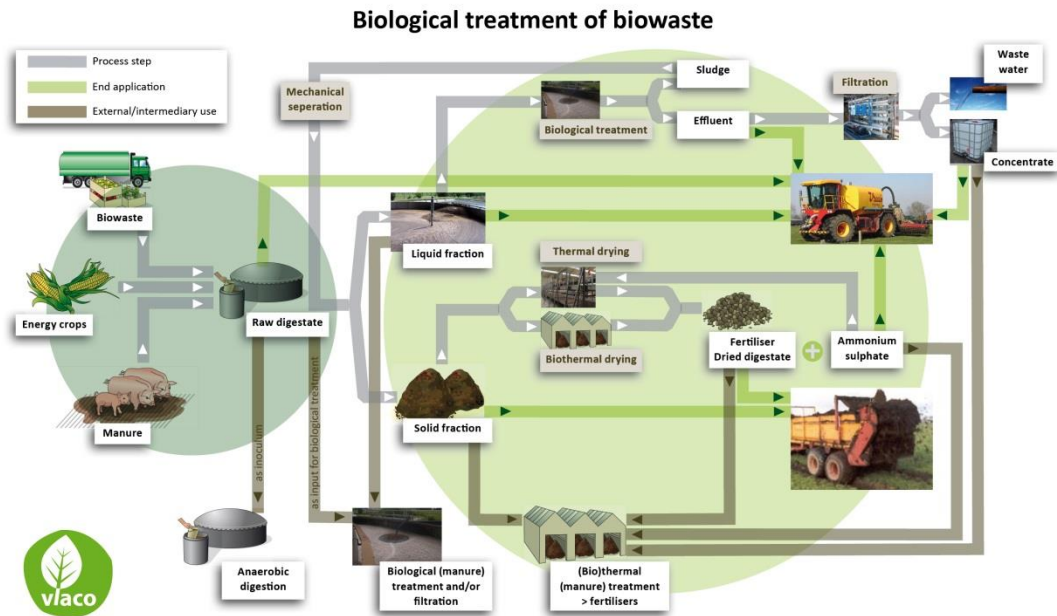 Biological treatment of biowaste
Process step
End application
External/intermediary use
Mechanical
seperation
Sludge
Biological treatment
Effluent
Filtration
Waste
water
Concentrate
Biowaste
Energy crops
Manure
Raw digestate
Liquid fraction
Thermal drying
Biothermal drying
Fertiliser
Dried digestate
Ammonium
sulphate
Solid fraction
as inoculum
as input for biological treatment
Anaerobic
digestion
Biological (manure)
treatment and/or
filtration
(Bio)thermal
(manure) treatment
> fertilisers
vlaco